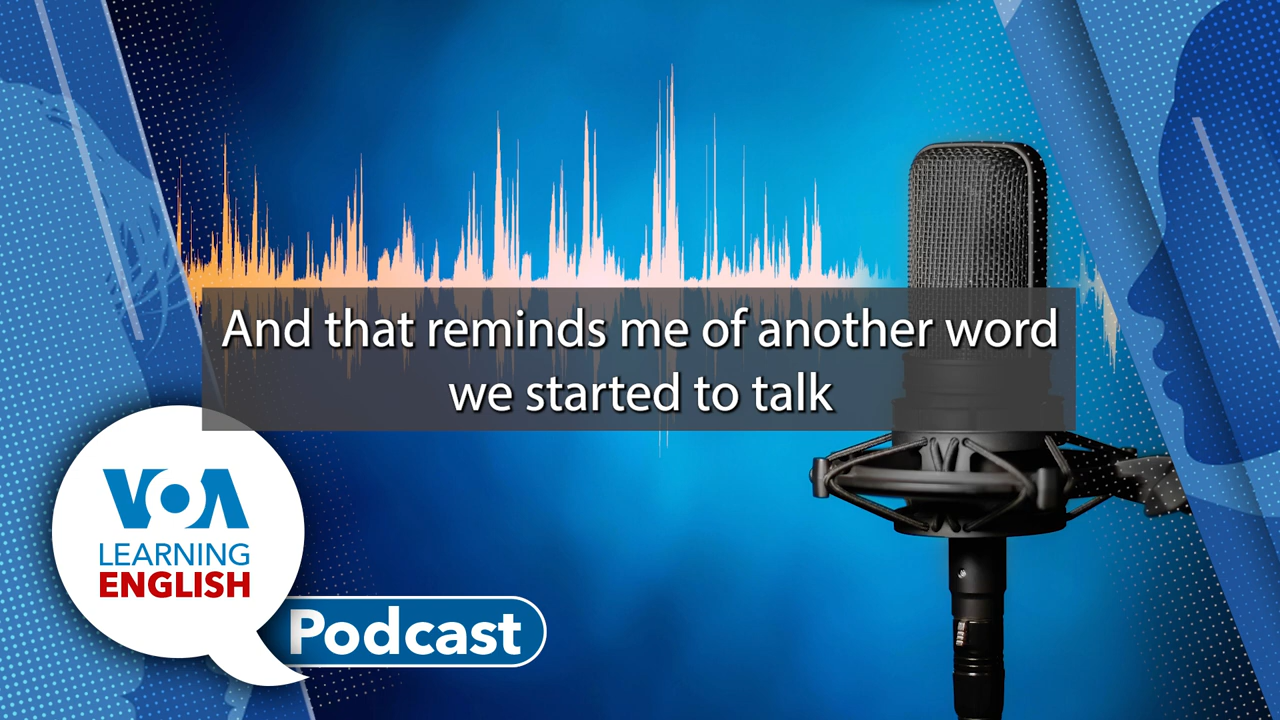 And that reminds me of another word
we started to talk
VOA
LEARNING
ENGLISH
Podcast